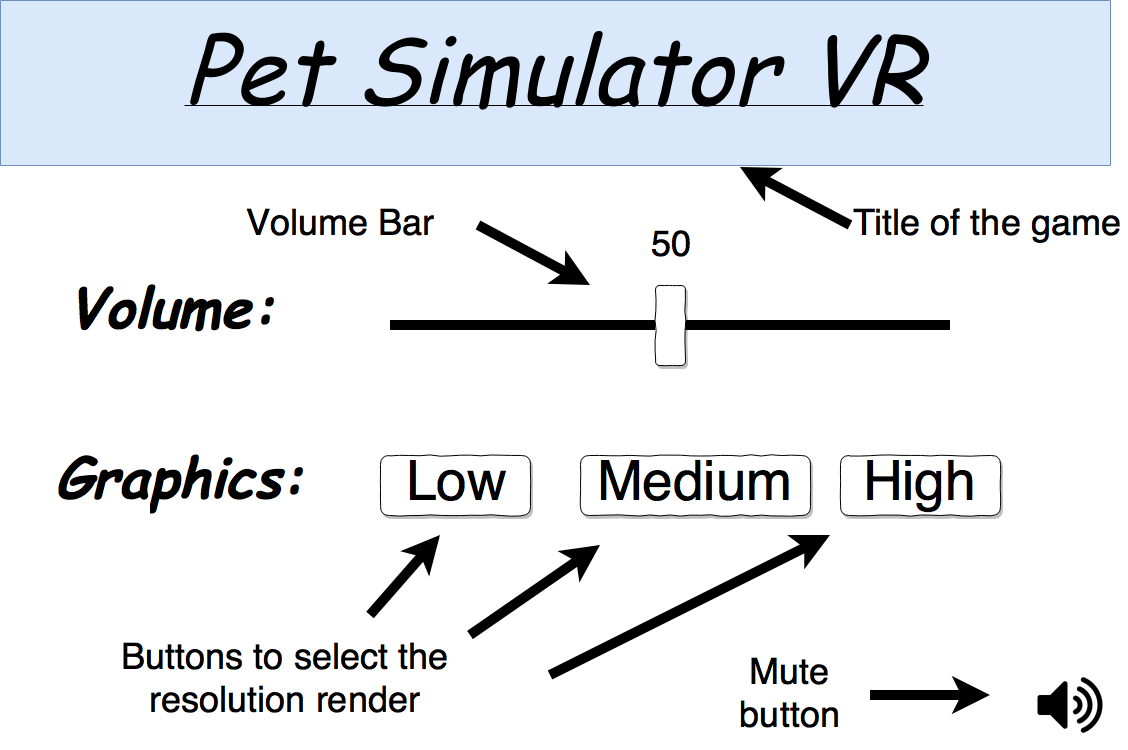 Pet Simulator VR
Volume Bar
Title of the game
50
Volume:
Graphics:
Low
Medium
High
Buttons to select the
resolution render
Mute
button